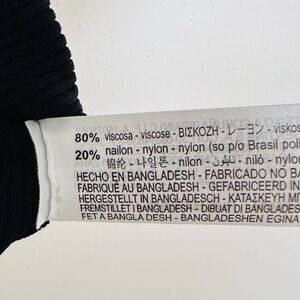 80% viscosa - viscose - ΒΙΣΚΟΖΗ - レーヨン - viskos
20% nailon - nylon - nylon (so p/o Brasil poli
锦纶 - 나일론 - nilon - نايلون - niló - nylon
HECHO EN BANGLADESH - FABRICADO NO BA
FABRIQUÉ AU BANGLADESH - GEFABRICEERD IN
HERGESTELLT IN BANGLADESCH - ΚΑΤΑΣΚΕΥΗ ΜΠ
FREMSTILLET I BANGLADESH - DIBUAT DI BANGLADES
FET A BANGLA DESH - BANGLADESHEN EGINA